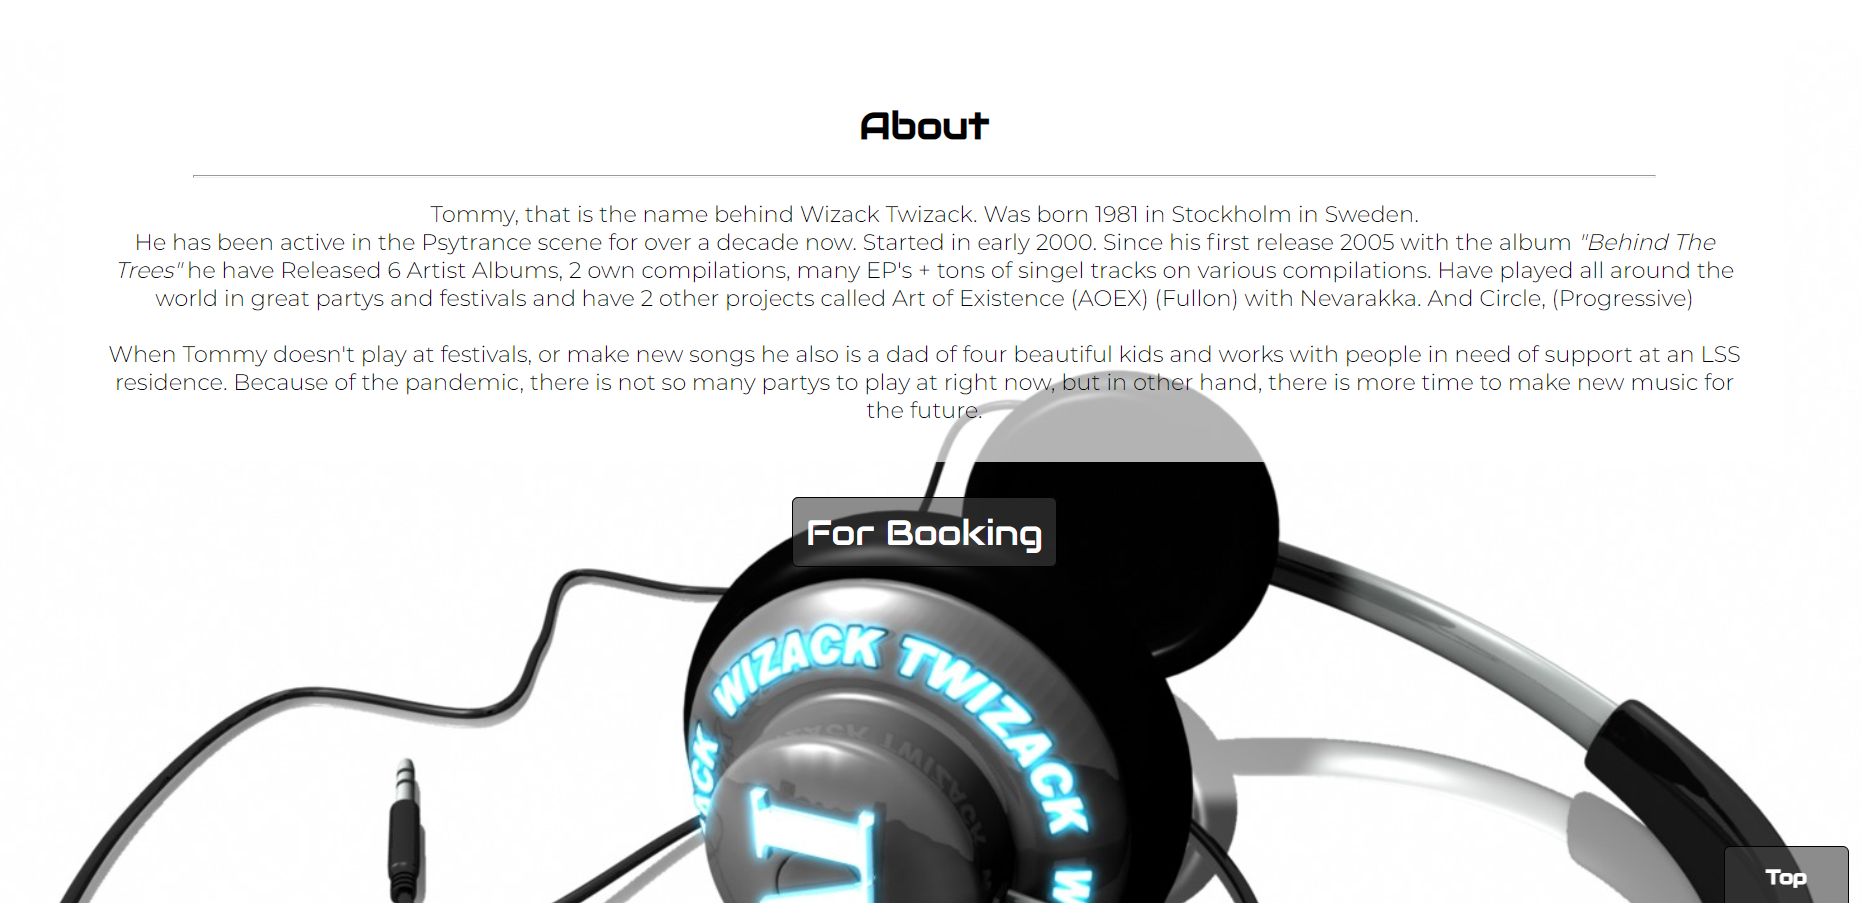 About
Tommy, that is the name behind Wizack Twizack. Was born 1981 in Stockholm in Sweden.
He has been active in the Psytrance scene for over a decade now. Started in early 2000. Since his first release 2005 with the album "Behind The
Trees" he have Released 6 Artist Albums, 2 own compilations, many EP's + tons of singel tracks on various compilations. Have played all around the
world in great partys and festivals and have 2 other projects called Art of Existence (AOEX) (Fullon) with Nevarakka. And Circle, (Progressive)
When Tommy doesn't play at festivals, or make new songs he also is a dad of four beautiful kids and works with people in need of support at an LSS
residence. Because of the pandemic, there is not so many partys to play at right now, but in other hand, there is more time to make new music for
the future.
For Booking
WIZACK TWIZACK
Top